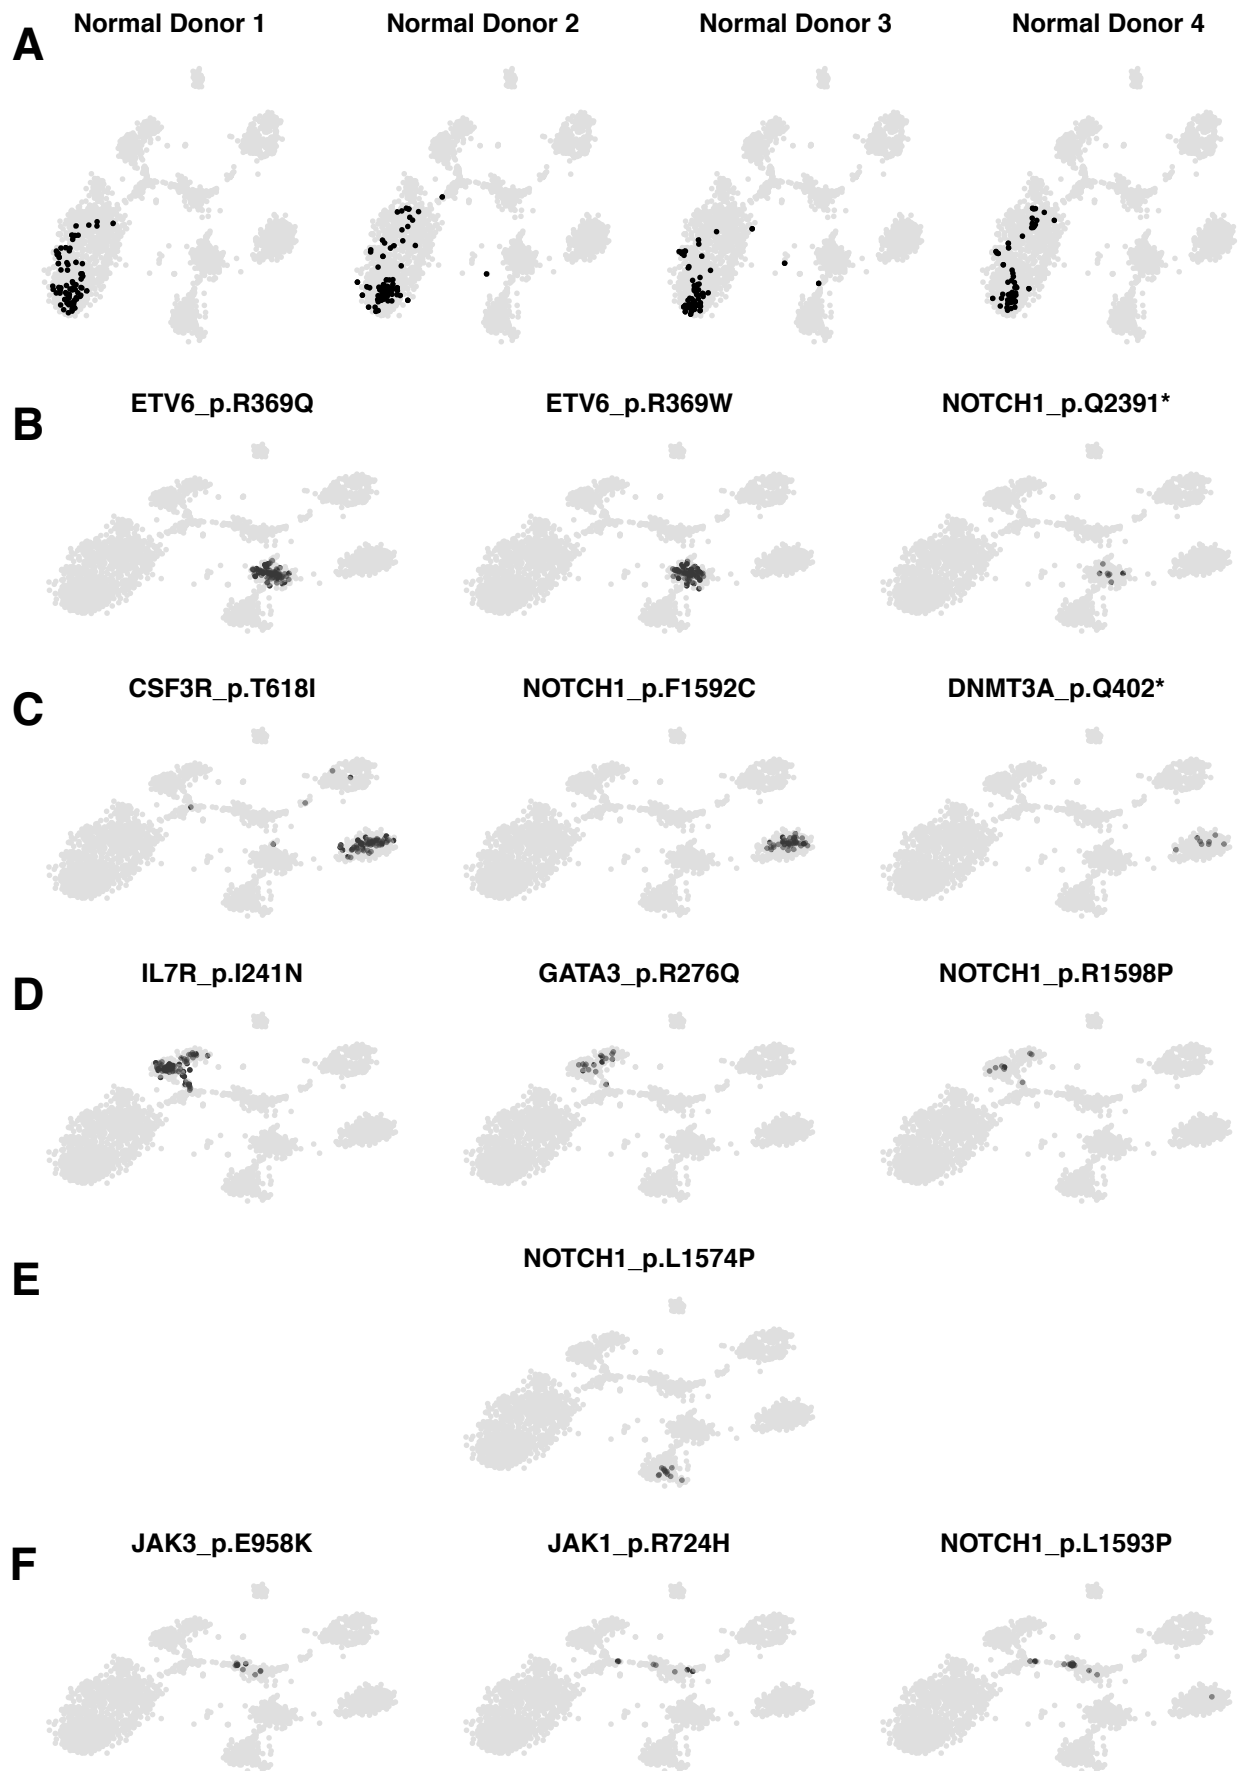 A
Normal Donor 1
Normal Donor 2
Normal Donor 3
Normal Donor 4
B
ETV6_p.R369Q
ETV6_p.R369W
NOTCH1_p.Q2391*
C
CSF3R_p.T618I
NOTCH1_p.F1592C
DNMT3A_p.Q402*
D
IL7R_p.I241N
GATA3_p.R276Q
NOTCH1_p.R1598P
E
NOTCH1_p.L1574P
F
JAK3_p.E958K
JAK1_p.R724H
NOTCH1_p.L1593P